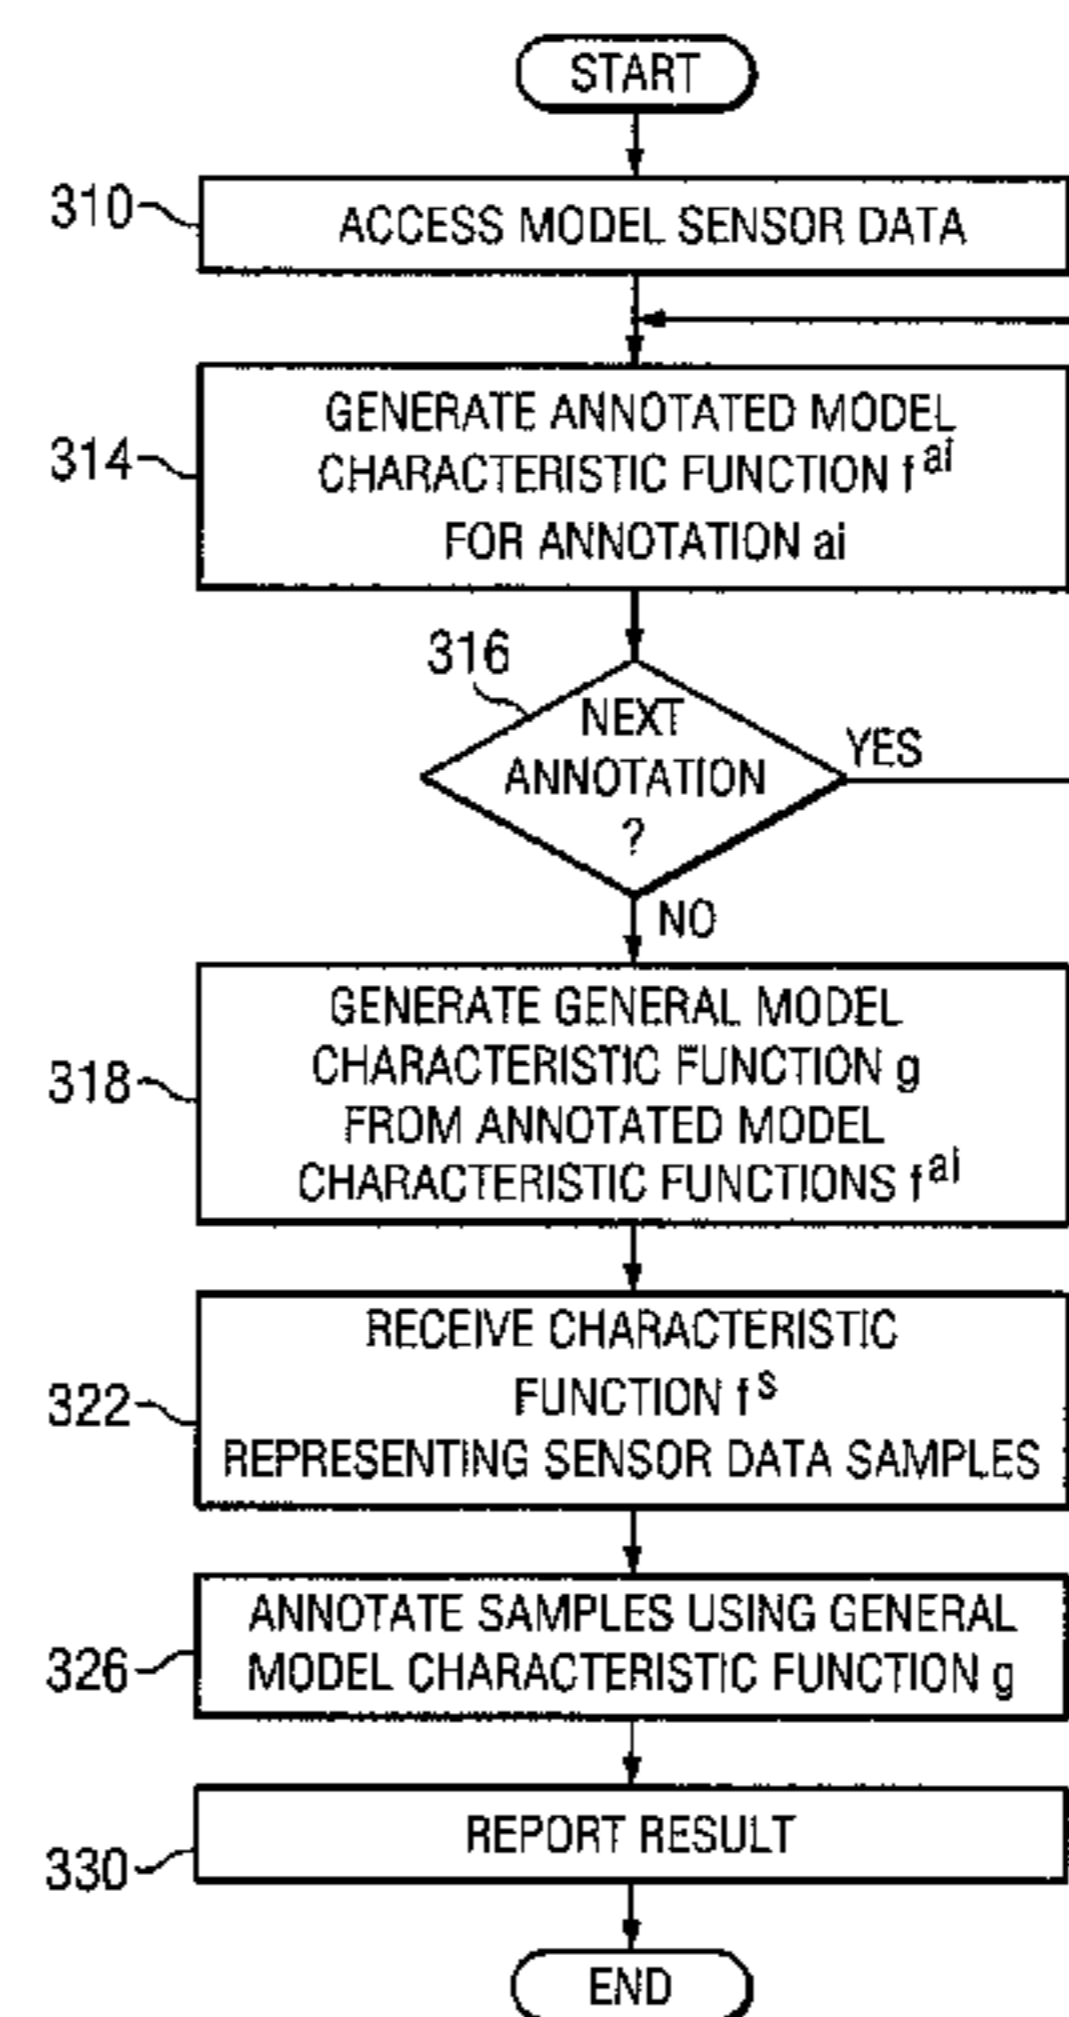 START
310
ACCESS MODEL SENSOR DATA
314
GENERATE ANNOTATED MODEL
CHARACTERISTIC FUNCTION f^ai
FOR ANNOTATION ai
316
NEXT
ANNOTATION
?
YES
NO
318
GENERATE GENERAL MODEL
CHARACTERISTIC FUNCTION g
FROM ANNOTATED MODEL
CHARACTERISTIC FUNCTIONS f^ai
322
RECEIVE CHARACTERISTIC
FUNCTION f^s
REPRESENTING SENSOR DATA SAMPLES
326
ANNOTATE SAMPLES USING GENERAL
MODEL CHARACTERISTIC FUNCTION g
330
REPORT RESULT
END